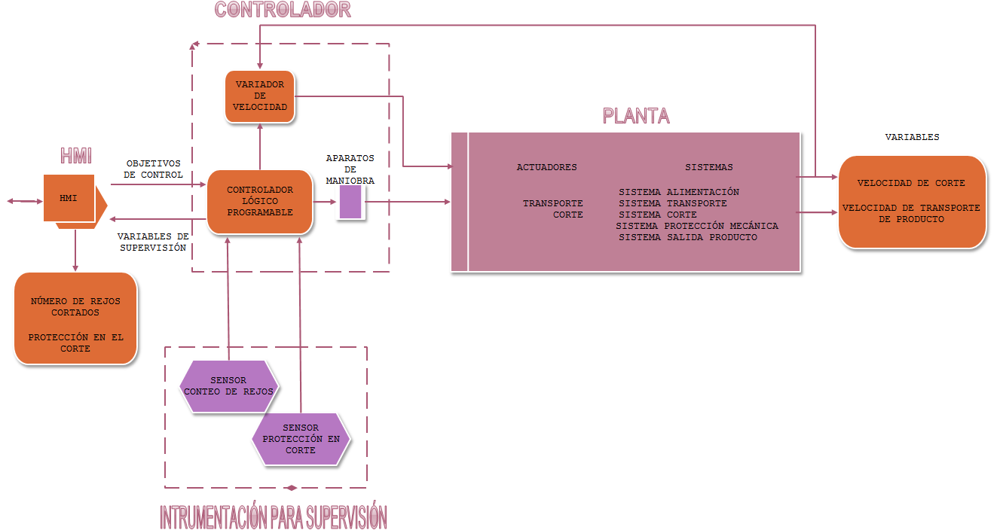 CONTROLADOR
VARIADOR
DE
VELOCIDAD
PLANTA
VARIABLES
HMI
OBJETIVOS
DE CONTROL
APARATOS
DE
MANIOBRA
ACTUADORES
SISTEMAS
HMI
CONTROLADOR
LÓGICO
PROGRAMABLE
TRANSPORTE
CORTE
SISTEMA ALIMENTACIÓN
SISTEMA TRANSPORTE
SISTEMA CORTE
SISTEMA PROTECCIÓN MECÁNICA
SISTEMA SALIDA PRODUCTO
VELOCIDAD DE CORTE
VELOCIDAD DE TRANSPORTE
DE PRODUCTO
VARIABLES DE
SUPERVISIÓN
NÚMERO DE REJOS
CORTADOS
PROTECCIÓN EN EL
CORTE
SENSOR
CONTEO DE REJOS
SENSOR
PROTECCIÓN EN
CORTE
INTRUMENTACIÓN PARA SUPERVISIÓN